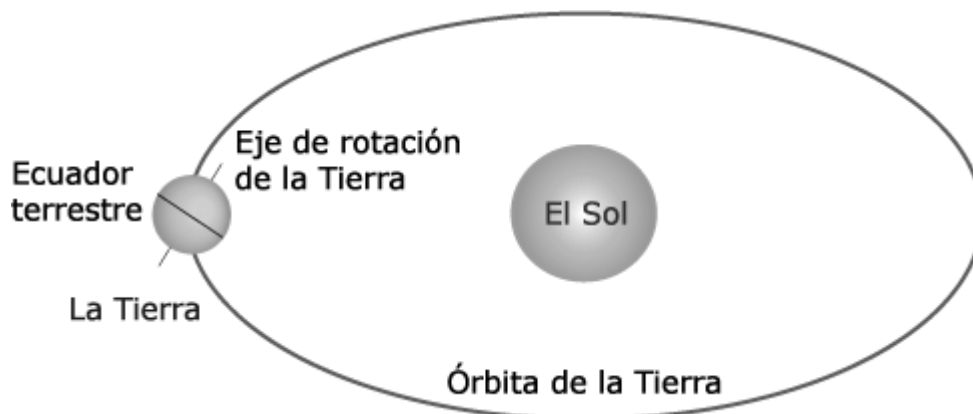 Eje de rotación
de la Tierra
Ecuador
terrestre
El Sol
La Tierra
Órbita de la Tierra